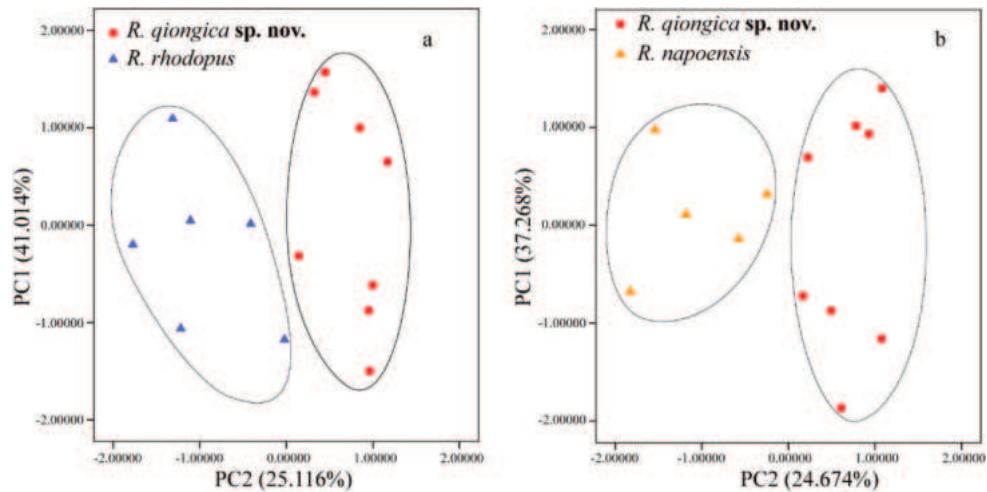 R. qiongica sp. nov.
R. rhodopus
a
2.00000
1.00000
0.00000
-1.00000
-2.00000
PC1 (41.014%)
-2.00000
-1.00000
0.00000
1.00000
2.00000
PC2 (25.116%)
R. qiongica sp. nov.
R. napoensis
b
2.00000
1.00000
0.00000
-1.00000
-2.00000
PC1 (37.268%)
-2.00000
-1.00000
0.00000
1.00000
2.00000
PC2 (24.674%)